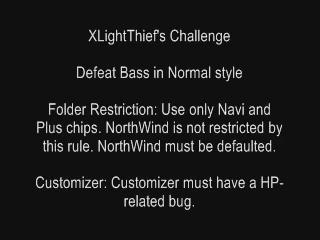 XLightThief's Challenge
Defeat Bass in Normal style
Folder Restriction: Use only Navi and
Plus chips. NorthWind is not restricted by
this rule. NorthWind must be defaulted.
Customizer: Customizer must have a HP-
related bug.